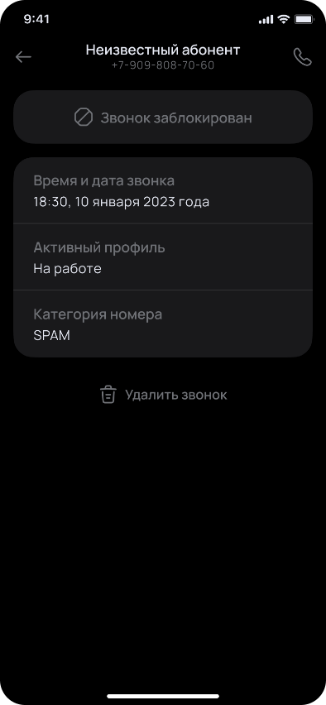 9:41
Неизвестный абонент
+7-909-808-70-60
Звонок заблокирован
Время и дата звонка
18:30, 10 января 2023 года
Активный профиль
На работе
Категория номера
SPAM
Удалить звонок